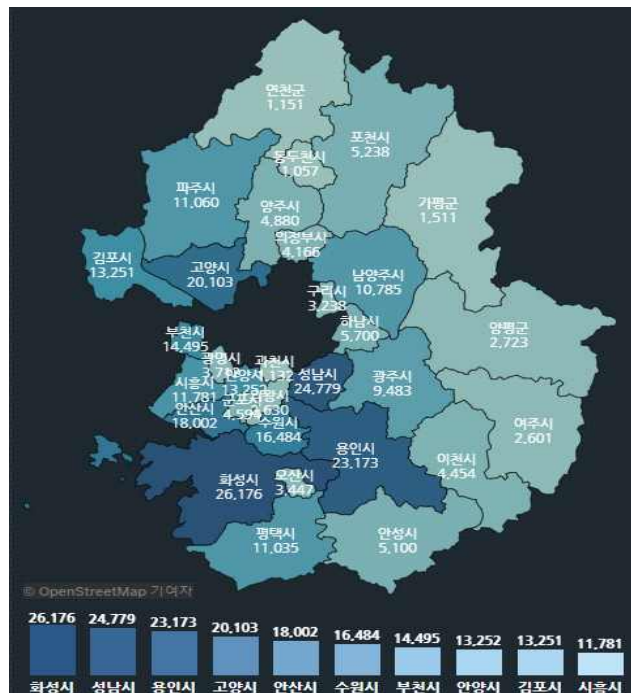 연천군
1,151
포천시
5,238
동두천시
1,057
파주시
11,060
가평군
1,511
양주시
4,880
의정부시
4,166
김포시
13,251
고양시
20,103
남양주시
10,785
구리시
3,238
하남시
5,700
양평군
2,723
부천시
14,495
광명시
과천시
안양시
13,252
성남시
24,779
시흥시
11,781
광주시
9,483
군포시
안산시
18,002
수원시
16,484
여주시
2,601
용인시
23,173
이천시
4,454
화성시
26,176
오산시
3,447
평택시
11,035
안성시
5,100
© OpenStreetMap 기여자
26,176 24,779 23,173 20,103 18,002 16,484 14,495 13,252 13,251 11,781
화성시 성남시 용인시 고양시 안산시 수원시 부천시 안양시 김포시 시흥시